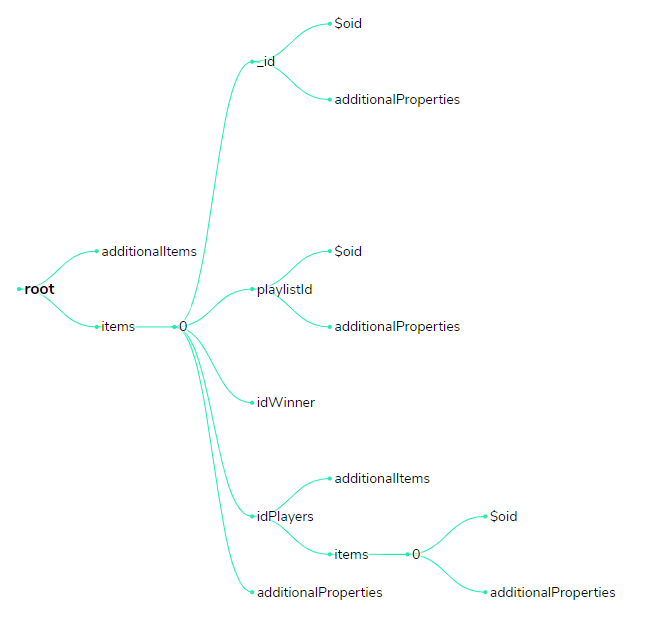 $oid
_id
additionalProperties
additionalItems
$oid
root
playlistId
items
0
additionalProperties
idWinner
additionalItems
idPlayers
$oid
items
0
additionalProperties
additionalProperties